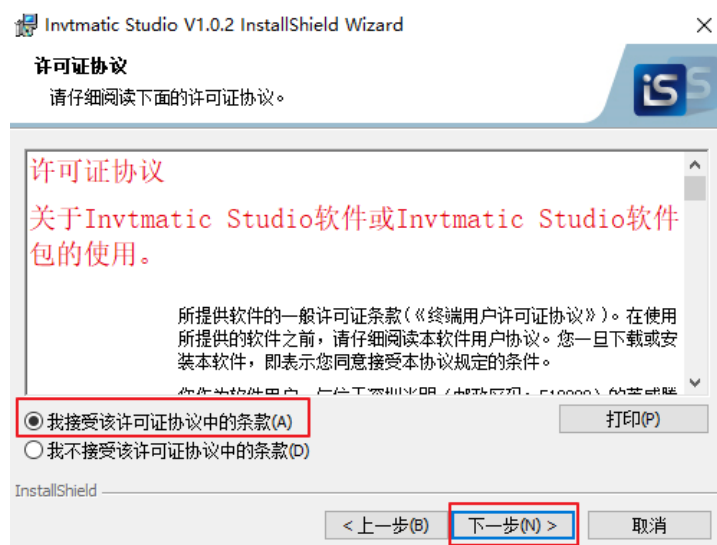 Invtmatic Studio V1.0.2 InstallShield Wizard
许可证协议
请仔细阅读下面的许可证协议。
iS
许可证协议
关于Invtmatic Studio软件或Invtmatic Studio软件
包的使用。
所提供软件的一般许可证条款(《终端用户许可证协议》)。在使用
所提供的软件之前，请仔细阅读本软件用户协议。您一旦下载或安
装本软件，即表示您同意接受本协议规定的条件。
我接受该许可证协议中的条款(A)
打印(P)
我不接受该许可证协议中的条款(D)
InstallShield
< 上一步(B)
下一步(N) >
取消